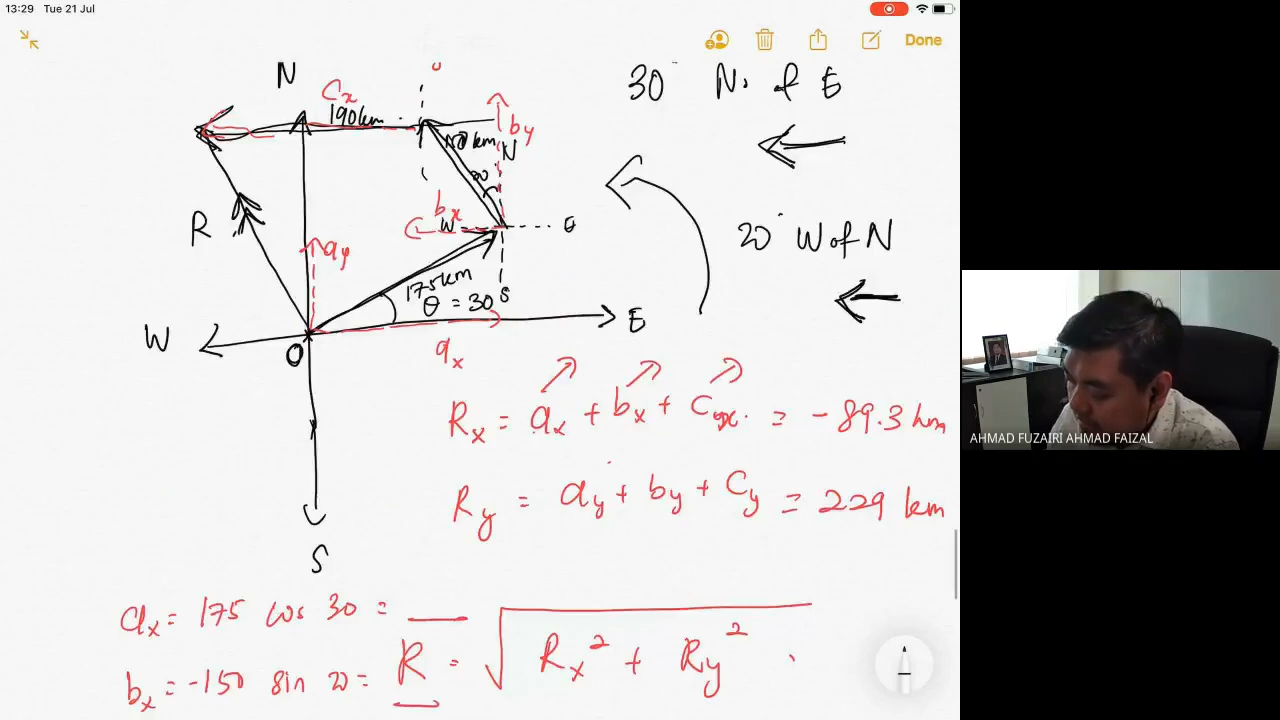 13:29 Tue 21 Jul
Done
N
Cx
190km
150km
by
N
20°
bx
W
E
R
ay
175km
θ = 30
S
W
E
O
ax
S
30° N. of E
20° W of N
Rx = ax + bx + Cx = -89.3 km
Ry = ay + by + Cy = 229 km
ax = 175 cos 30 =
bx = -150 sin 20 =
R = √Rx² + Ry²
AHMAD FUZAIRI AHMAD FAIZAL